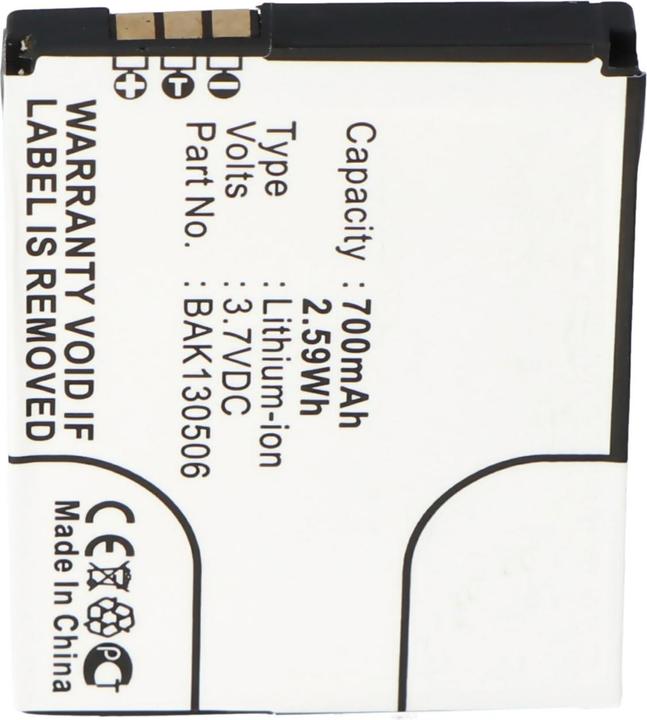 + T -
Capacity : 700mAh
2.59Wh
Type : Lithium-ion
Volts : 3.7VDC
Part No. : BAK130506
WARRANTY VOID IF
LABEL IS REMOVED
CE PCT
Made In China